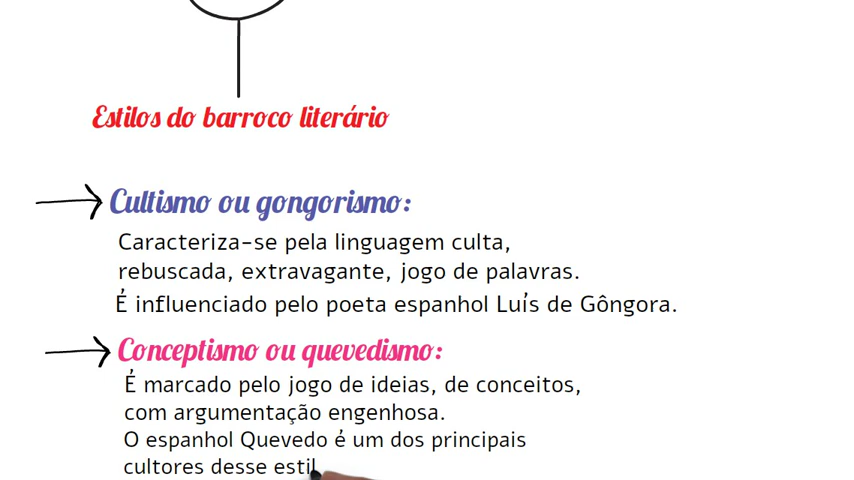 Estilos do barroco literário
Cultismo ou gongorismo:
Caracteriza-se pela linguagem culta,
rebuscada, extravagante, jogo de palavras.
É influenciado pelo poeta espanhol Luís de Gôngora.
Conceptismo ou quevedismo:
É marcado pelo jogo de ideias, de conceitos,
com argumentação engenhosa.
O espanhol Quevedo é um dos principais
cultores desse estil